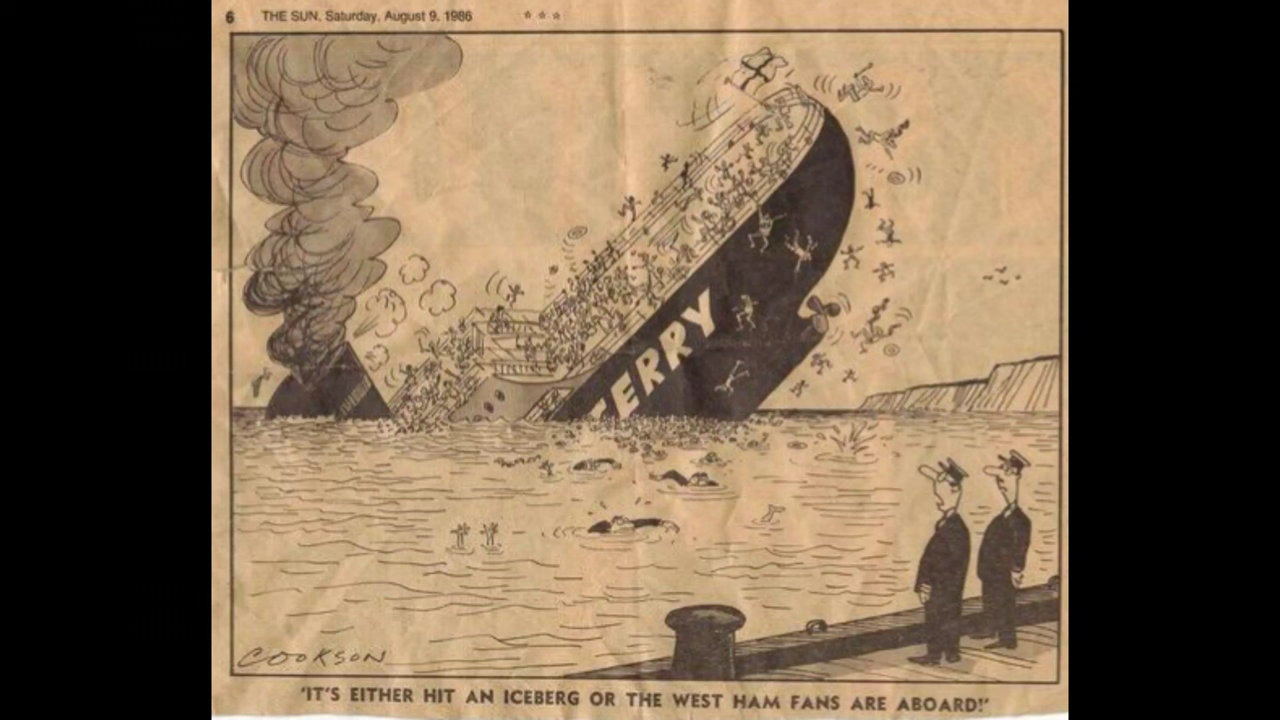 6 THE SUN, Saturday, August 9, 1986 ☆ ☆ ☆
FERRY
COOKSON
'IT'S EITHER HIT AN ICEBERG OR THE WEST HAM FANS ARE ABOARD!'